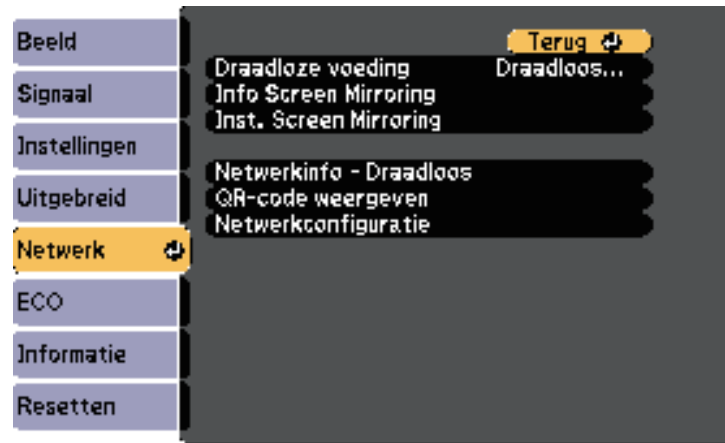 Beeld
Signaal
Instellingen
Uitgebreid
Netwerk
ECO
Informatie
Resetten
Terug
Draadloze voeding Draadloos...
Info Screen Mirroring
Inst. Screen Mirroring
Netwerkinfo - Draadloos
QR-code weergeven
Netwerkconfiguratie